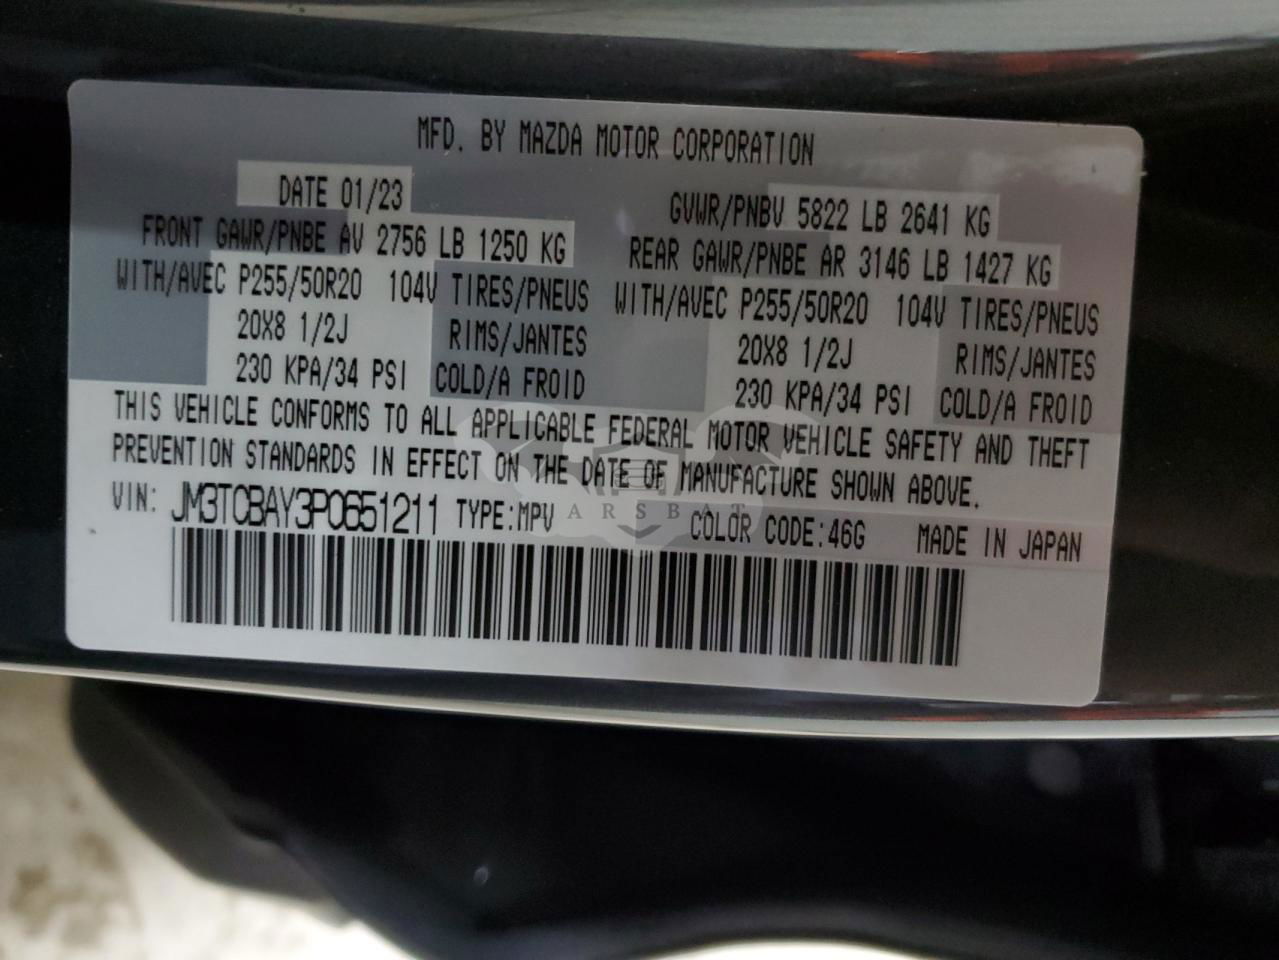 MFD. BY MAZDA MOTOR CORPORATION
DATE 01/23 GVWR/PNBV 5822 LB 2641 KG
FRONT GAWR/PNBE AV 2756 LB 1250 KG REAR GAWR/PNBE AR 3146 LB 1427 KG
WITH/AVEC P255/50R20 104V TIRES/PNEUS WITH/AVEC P255/50R20 104V TIRES/PNEUS
20X8 1/2J RIMS/JANTES 20X8 1/2J RIMS/JANTES
230 KPA/34 PSI COLD/A FROID 230 KPA/34 PSI COLD/A FROID
THIS VEHICLE CONFORMS TO ALL APPLICABLE FEDERAL MOTOR VEHICLE SAFETY AND THEFT
PREVENTION STANDARDS IN EFFECT ON THE DATE OF MANUFACTURE SHOWN ABOVE.
VIN: JM3TCBAY3P0651211 TYPE:MPV COLOR CODE:46G MADE IN JAPAN
ARSBAT